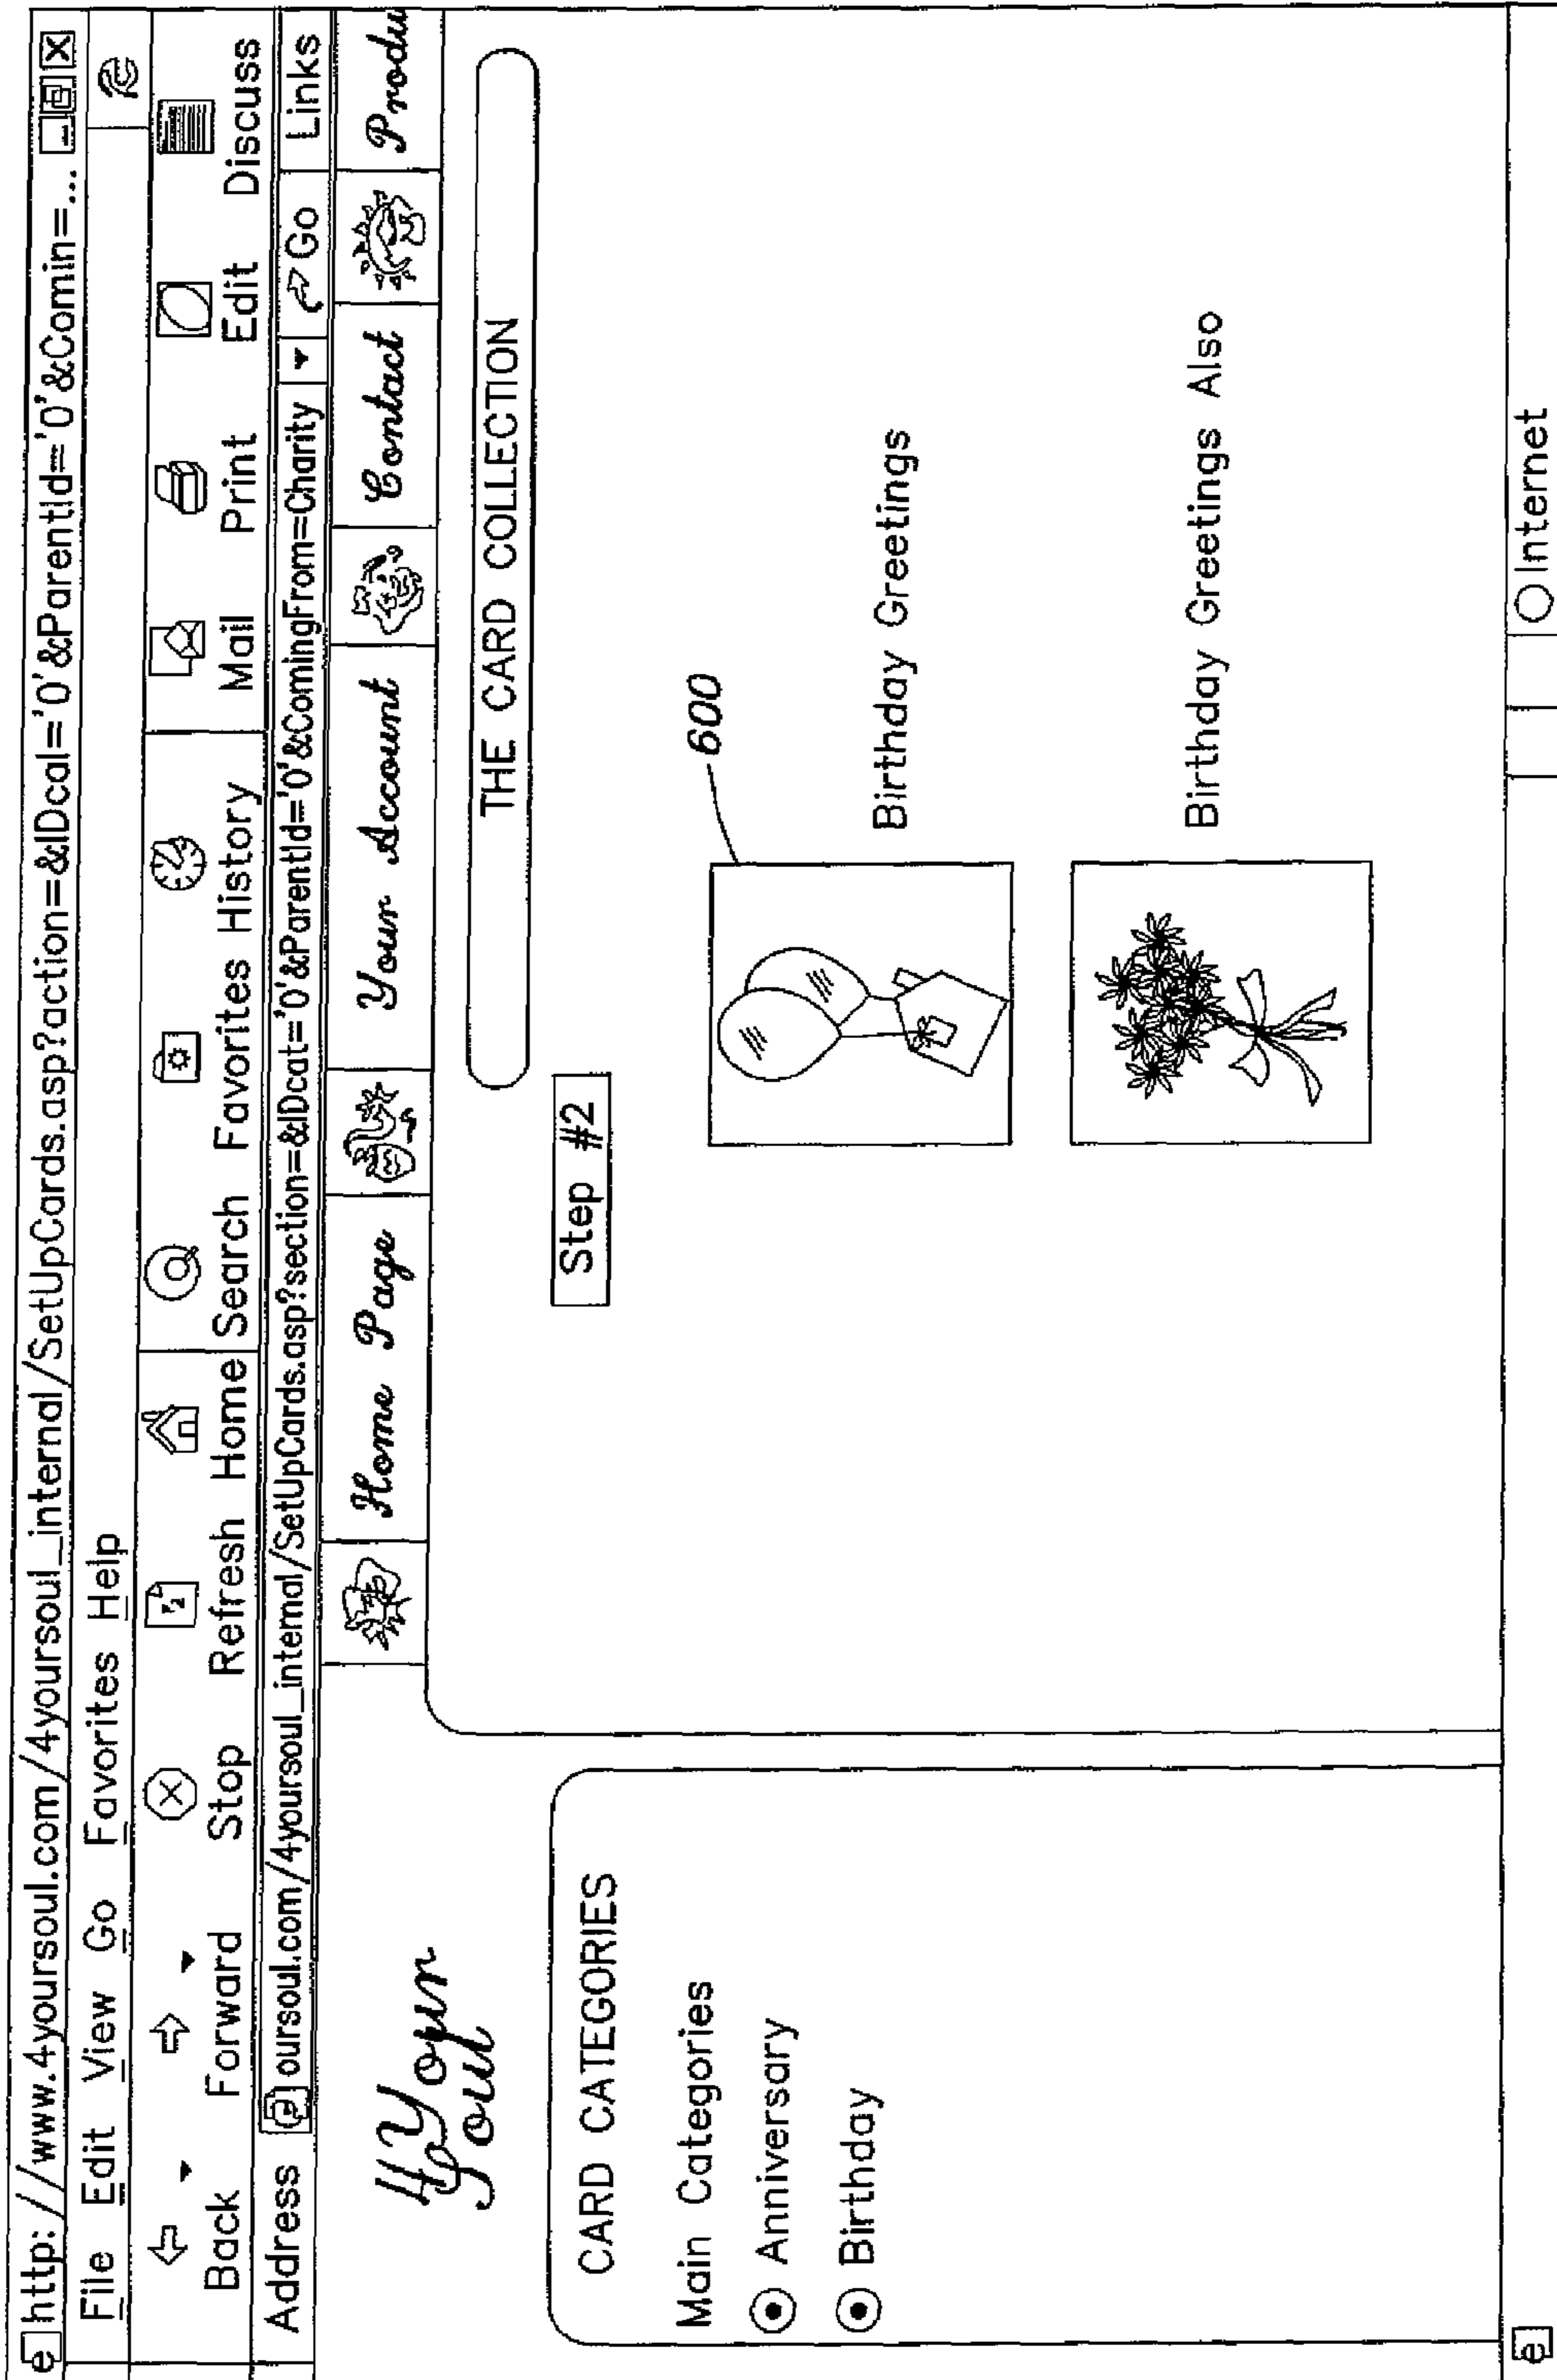 http://www.4yoursoul.com/4yoursoul_internal/SetUpCards.asp?action=&IDcal='0'&ParentId='0'&Comin=...
File Edit View Go Favorites Help
Back Forward Stop Refresh Home Search Favorites History Mail Print Edit Discuss
Address oursoul.com/4yoursoul_internal/SetUpCards.asp?section=&IDcat='0'&ParentId='0'&ComingFrom=Charity Go Links
4 Your Soul
Home Page Your Account Contact Produ
THE CARD COLLECTION
Step #2
CARD CATEGORIES
Main Categories
Anniversary
Birthday
600
Birthday Greetings
Birthday Greetings Also
Internet